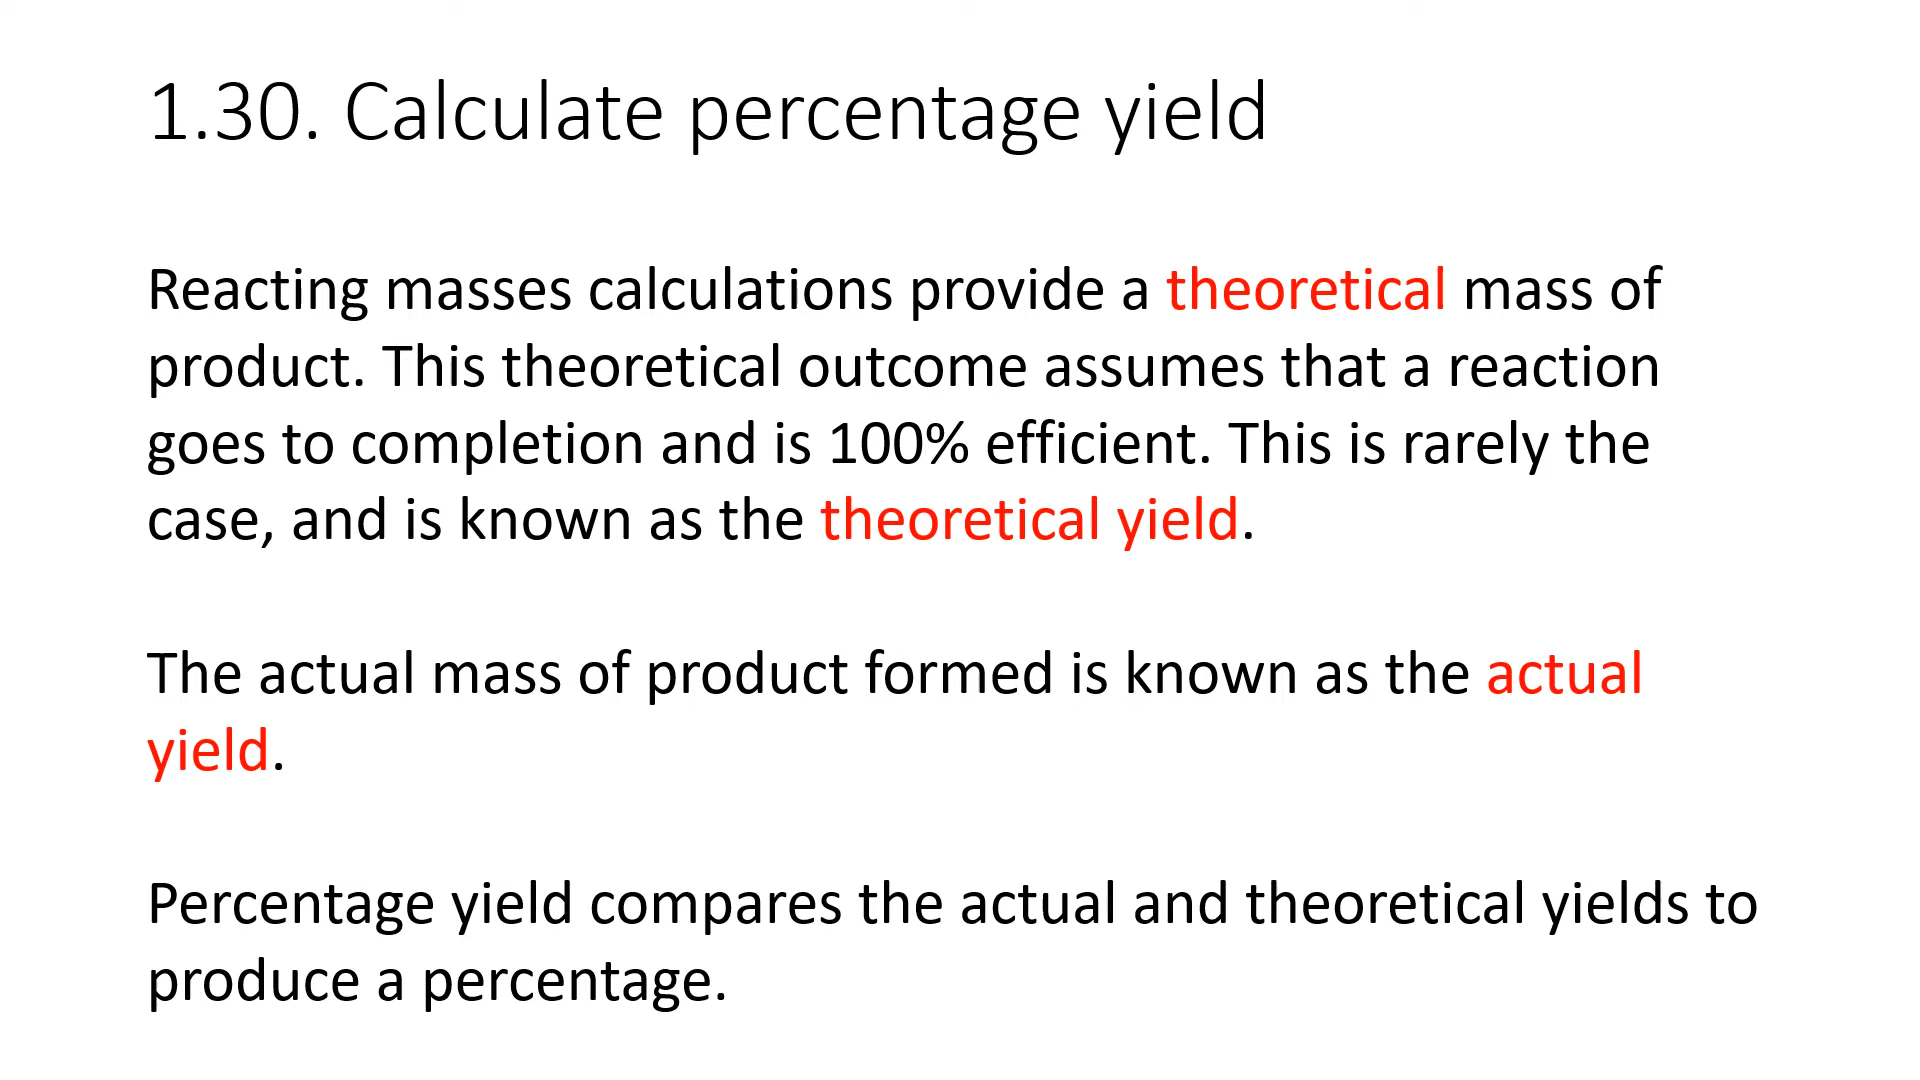 1.30. Calculate percentage yield
Reacting masses calculations provide a theoretical mass of
product. This theoretical outcome assumes that a reaction
goes to completion and is 100% efficient. This is rarely the
case, and is known as the theoretical yield.
The actual mass of product formed is known as the actual
yield.
Percentage yield compares the actual and theoretical yields to
produce a percentage.